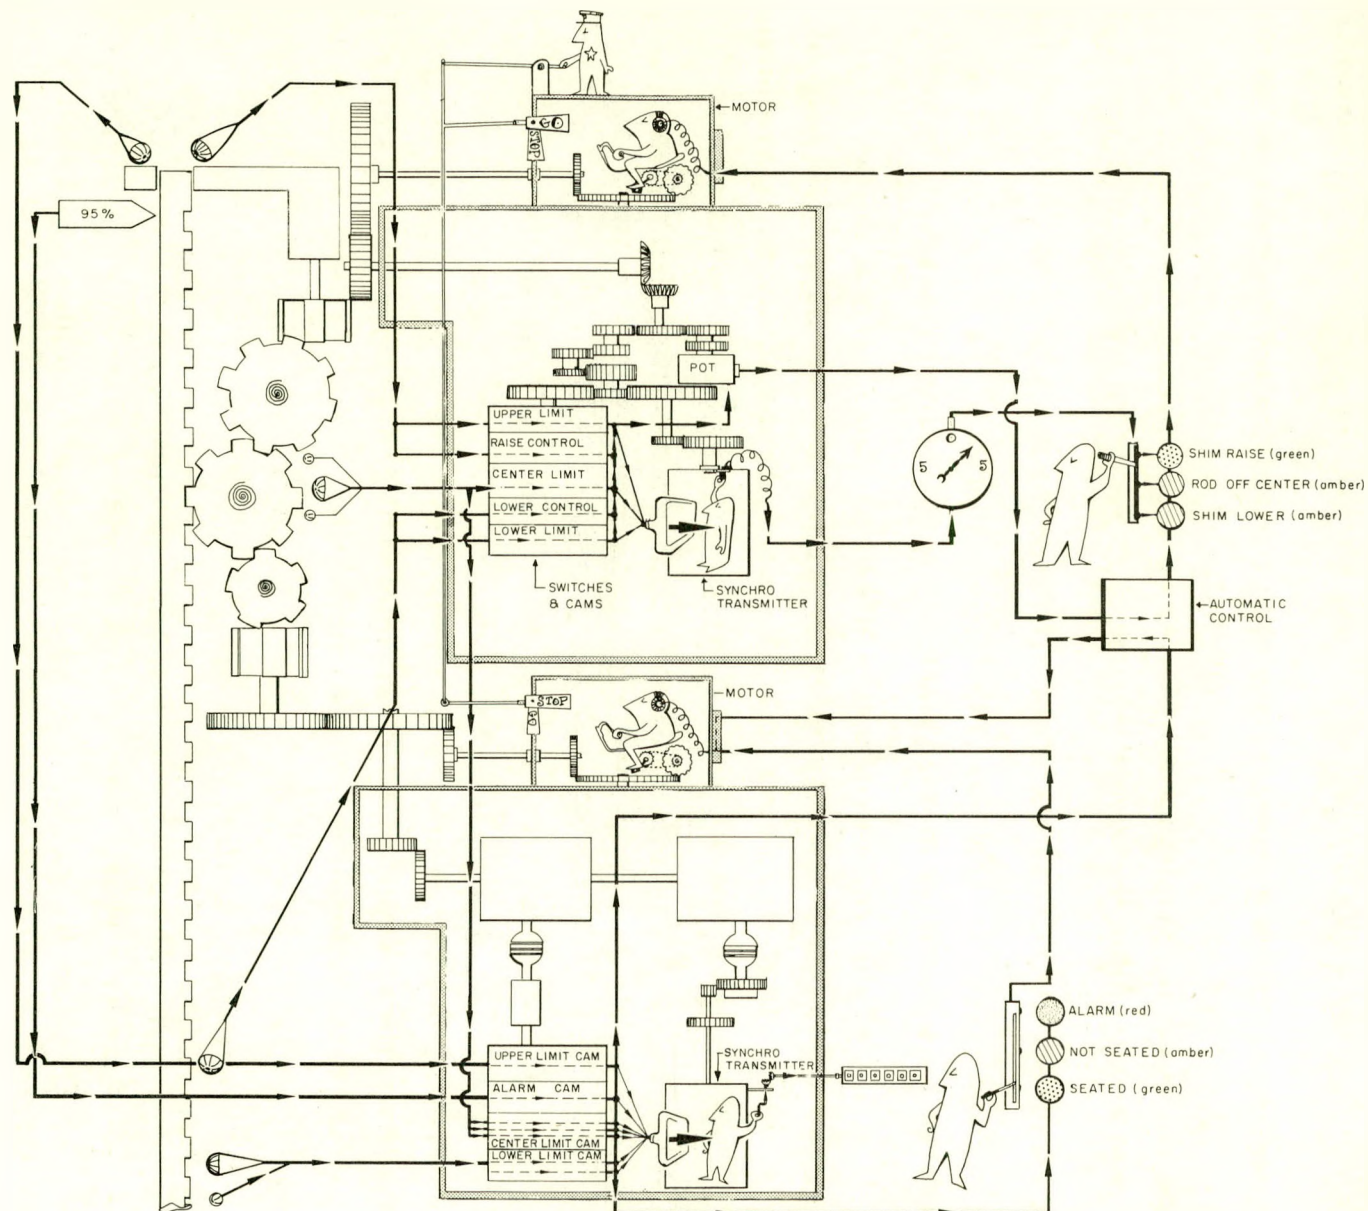 MOTOR
GO
STOP
95%
POT
UPPER LIMIT
RAISE CONTROL
CENTER LIMIT
LOWER CONTROL
LOWER LIMIT
5 5
SHIM RAISE (green)
ROD OFF CENTER (amber)
SHIM LOWER (amber)
SWITCHES
& CAMS
SYNCHRO
TRANSMITTER
AUTOMATIC
CONTROL
MOTOR
STOP
GO
UPPER LIMIT CAM
ALARM CAM
CENTER LIMIT CAM
LOWER LIMIT CAM
SYNCHRO
TRANSMITTER
ALARM (red)
NOT SEATED (amber)
SEATED (green)